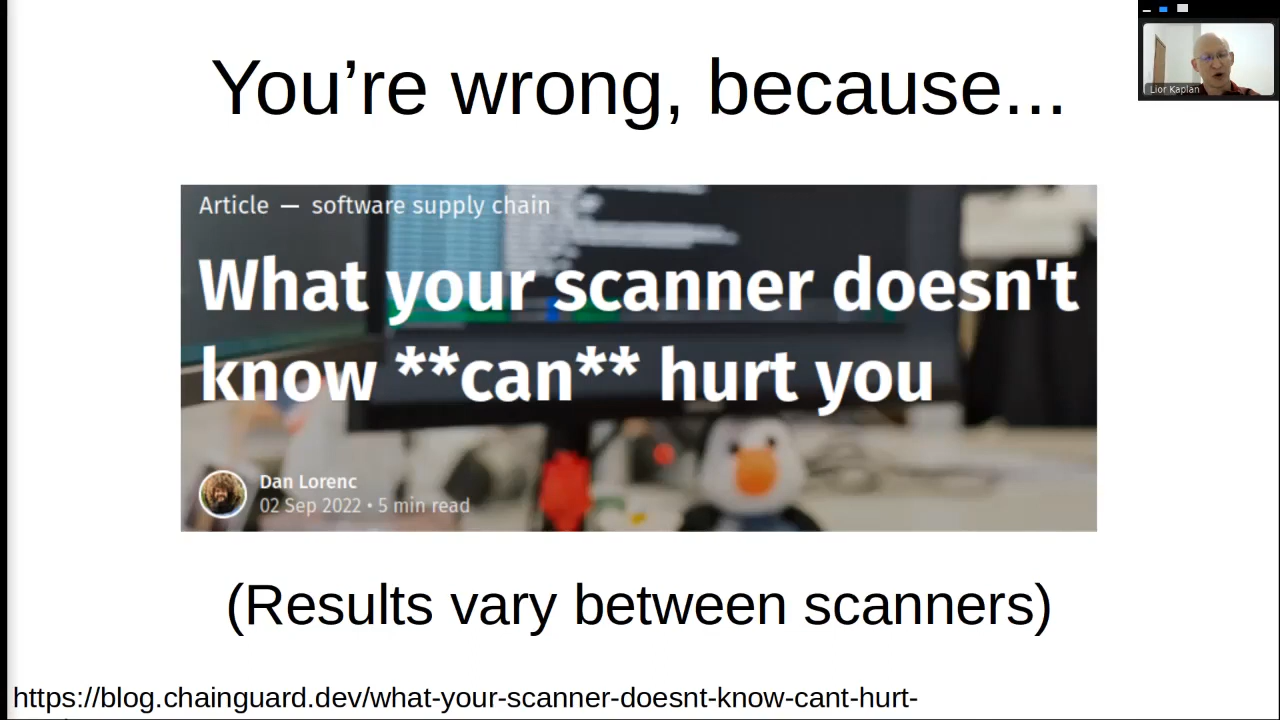 You’re wrong, because...
Lior Kaplan
Article — software supply chain
What your scanner doesn't
know **can** hurt you
Dan Lorenc
02 Sep 2022 • 5 min read
(Results vary between scanners)
https://blog.chainguard.dev/what-your-scanner-doesnt-know-cant-hurt-